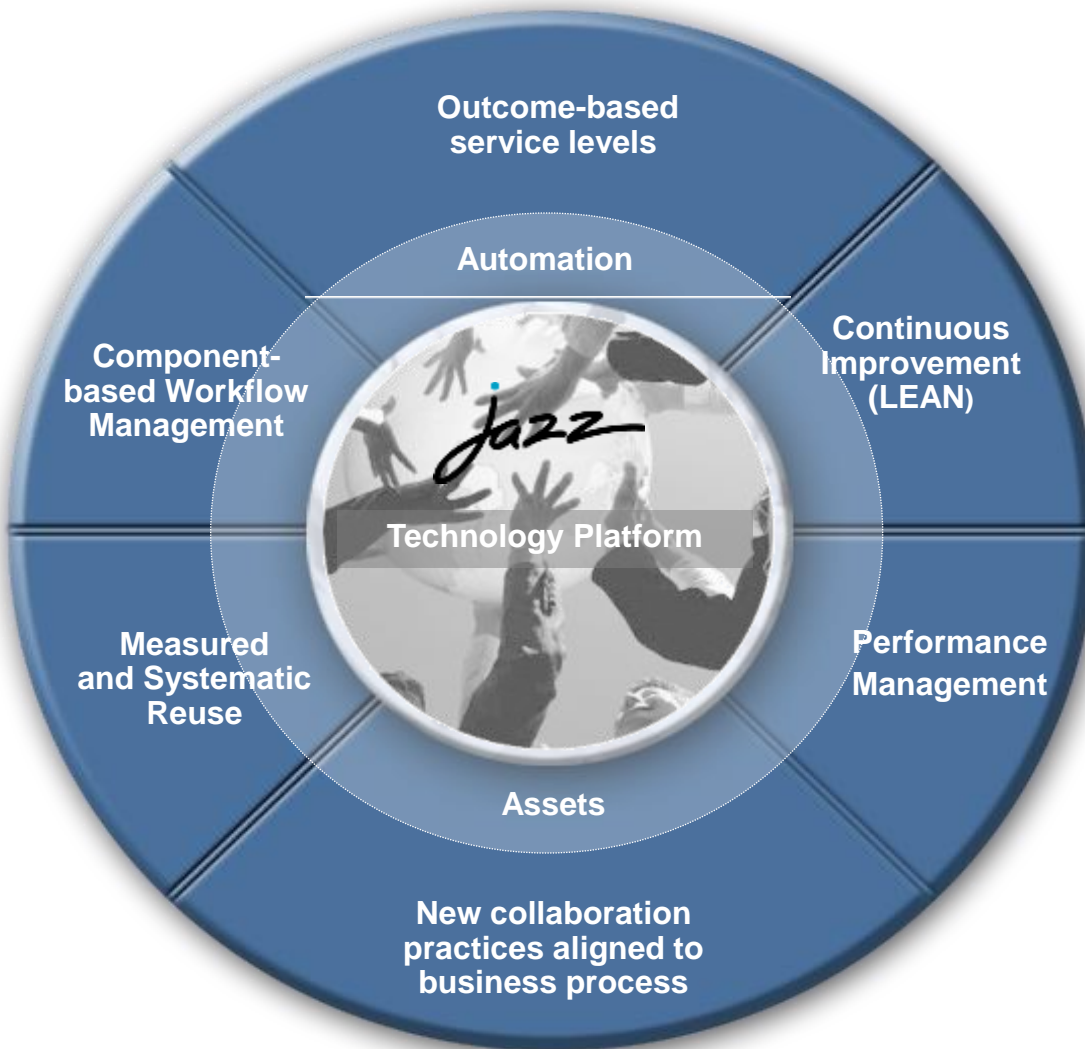 Outcome-based
service levels
Automation
Continuous
Improvement
(LEAN)
Component-
based Workflow
Management
jazz
Technology Platform
Measured
and Systematic
Reuse
Performance
Management
Assets
New collaboration
practices aligned to
business process